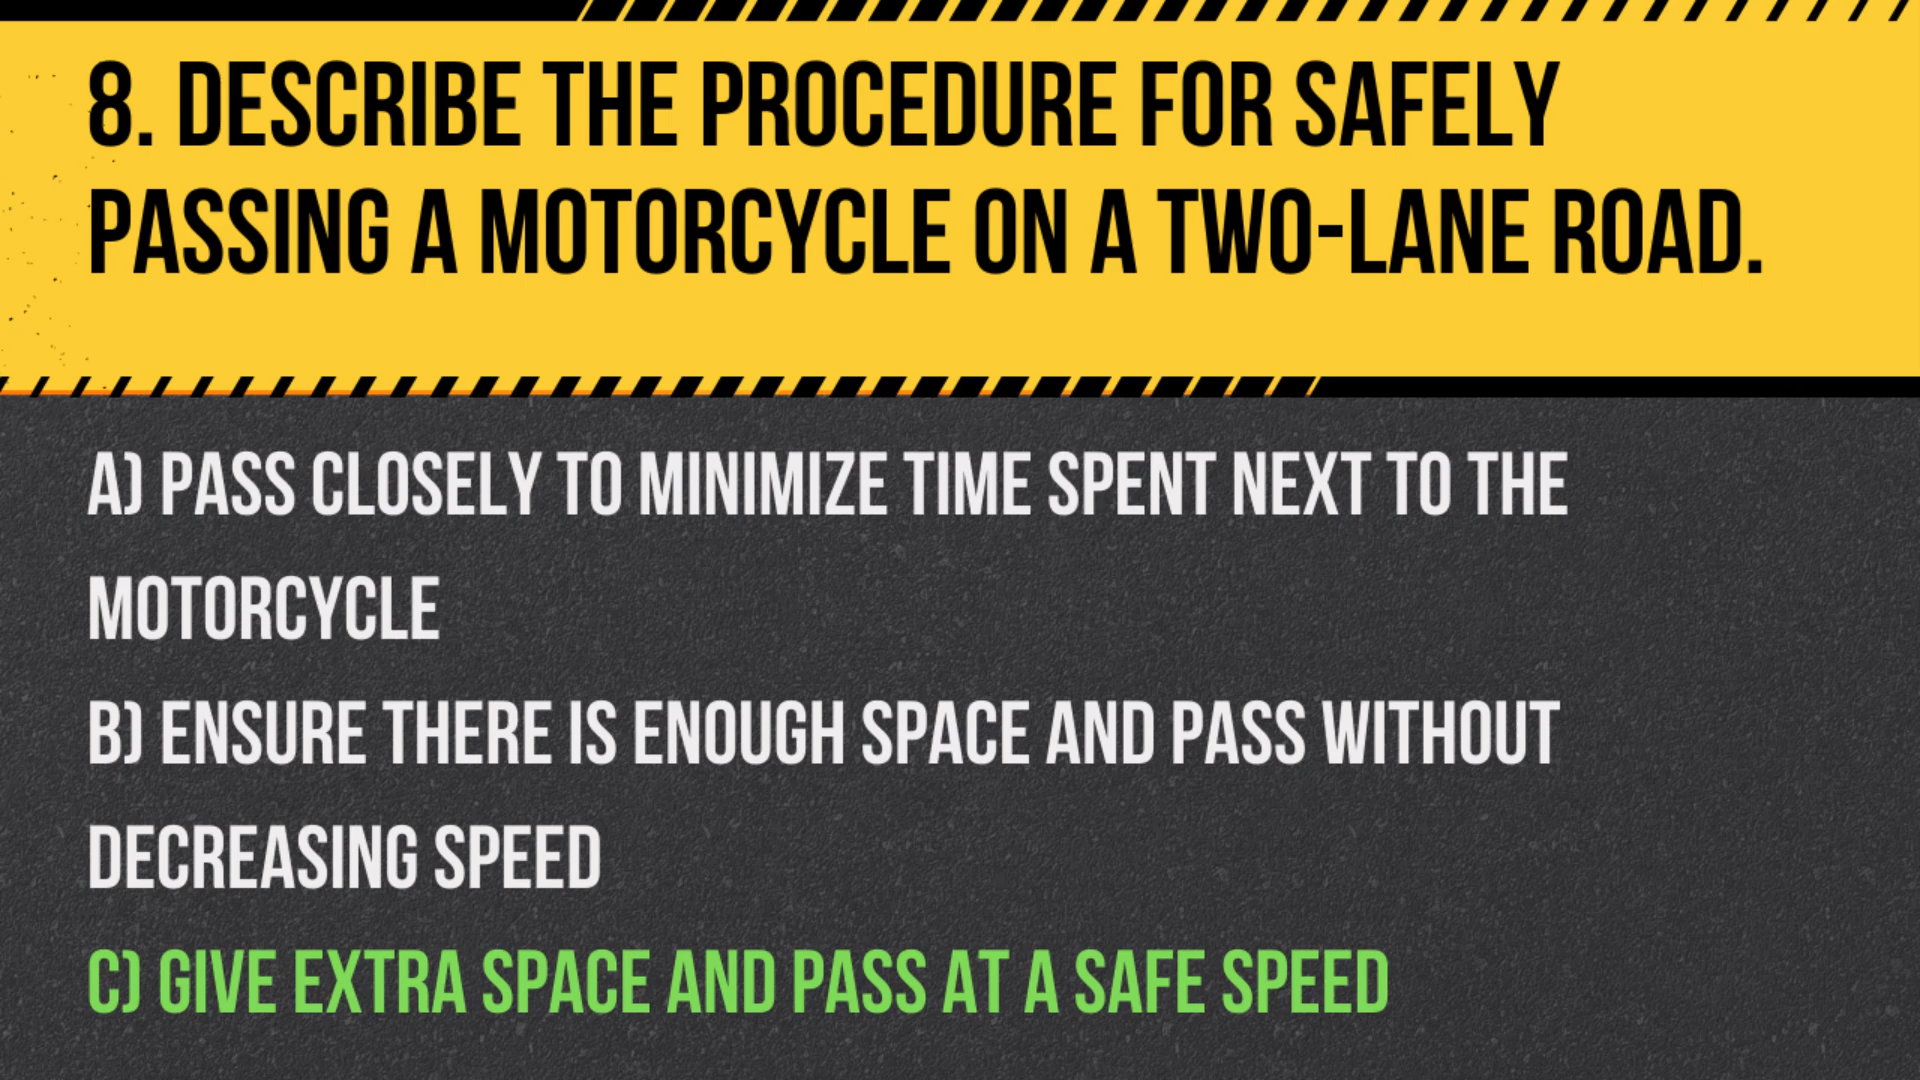 8. DESCRIBE THE PROCEDURE FOR SAFELY
PASSING A MOTORCYCLE ON A TWO-LANE ROAD.
A) PASS CLOSELY TO MINIMIZE TIME SPENT NEXT TO THE
MOTORCYCLE
B) ENSURE THERE IS ENOUGH SPACE AND PASS WITHOUT
DECREASING SPEED
C) GIVE EXTRA SPACE AND PASS AT A SAFE SPEED